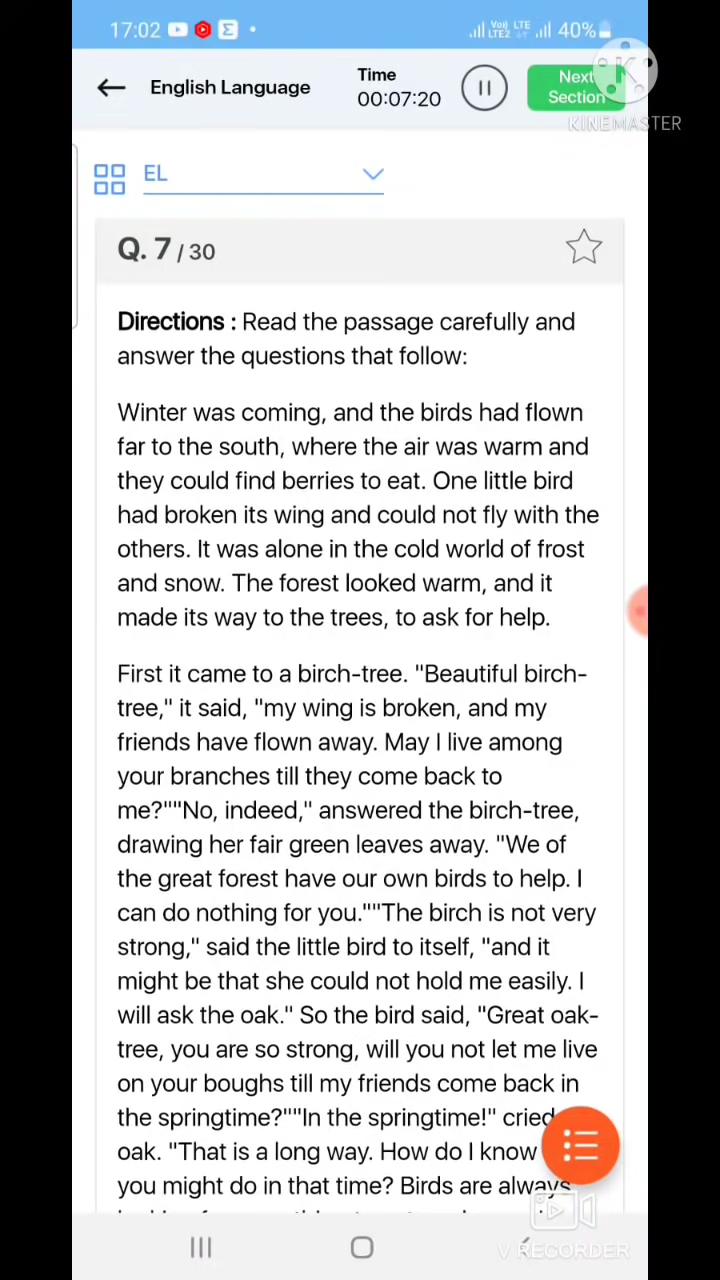 17:02 Σ LTE2 Vo) LTE 40%
English Language
Time
00:07:20
Next
Section
K
KINEMASTER
EL
Q. 7 / 30
Directions : Read the passage carefully and
answer the questions that follow:
Winter was coming, and the birds had flown
far to the south, where the air was warm and
they could find berries to eat. One little bird
had broken its wing and could not fly with the
others. It was alone in the cold world of frost
and snow. The forest looked warm, and it
made its way to the trees, to ask for help.
First it came to a birch-tree. "Beautiful birch-
tree," it said, "my wing is broken, and my
friends have flown away. May I live among
your branches till they come back to
me?""No, indeed," answered the birch-tree,
drawing her fair green leaves away. "We of
the great forest have our own birds to help. I
can do nothing for you.""The birch is not very
strong," said the little bird to itself, "and it
might be that she could not hold me easily. I
will ask the oak." So the bird said, "Great oak-
tree, you are so strong, will you not let me live
on your boughs till my friends come back in
the springtime?""In the springtime!" cried
oak. "That is a long way. How do I know
you might do in that time? Birds are always
V RECORDER